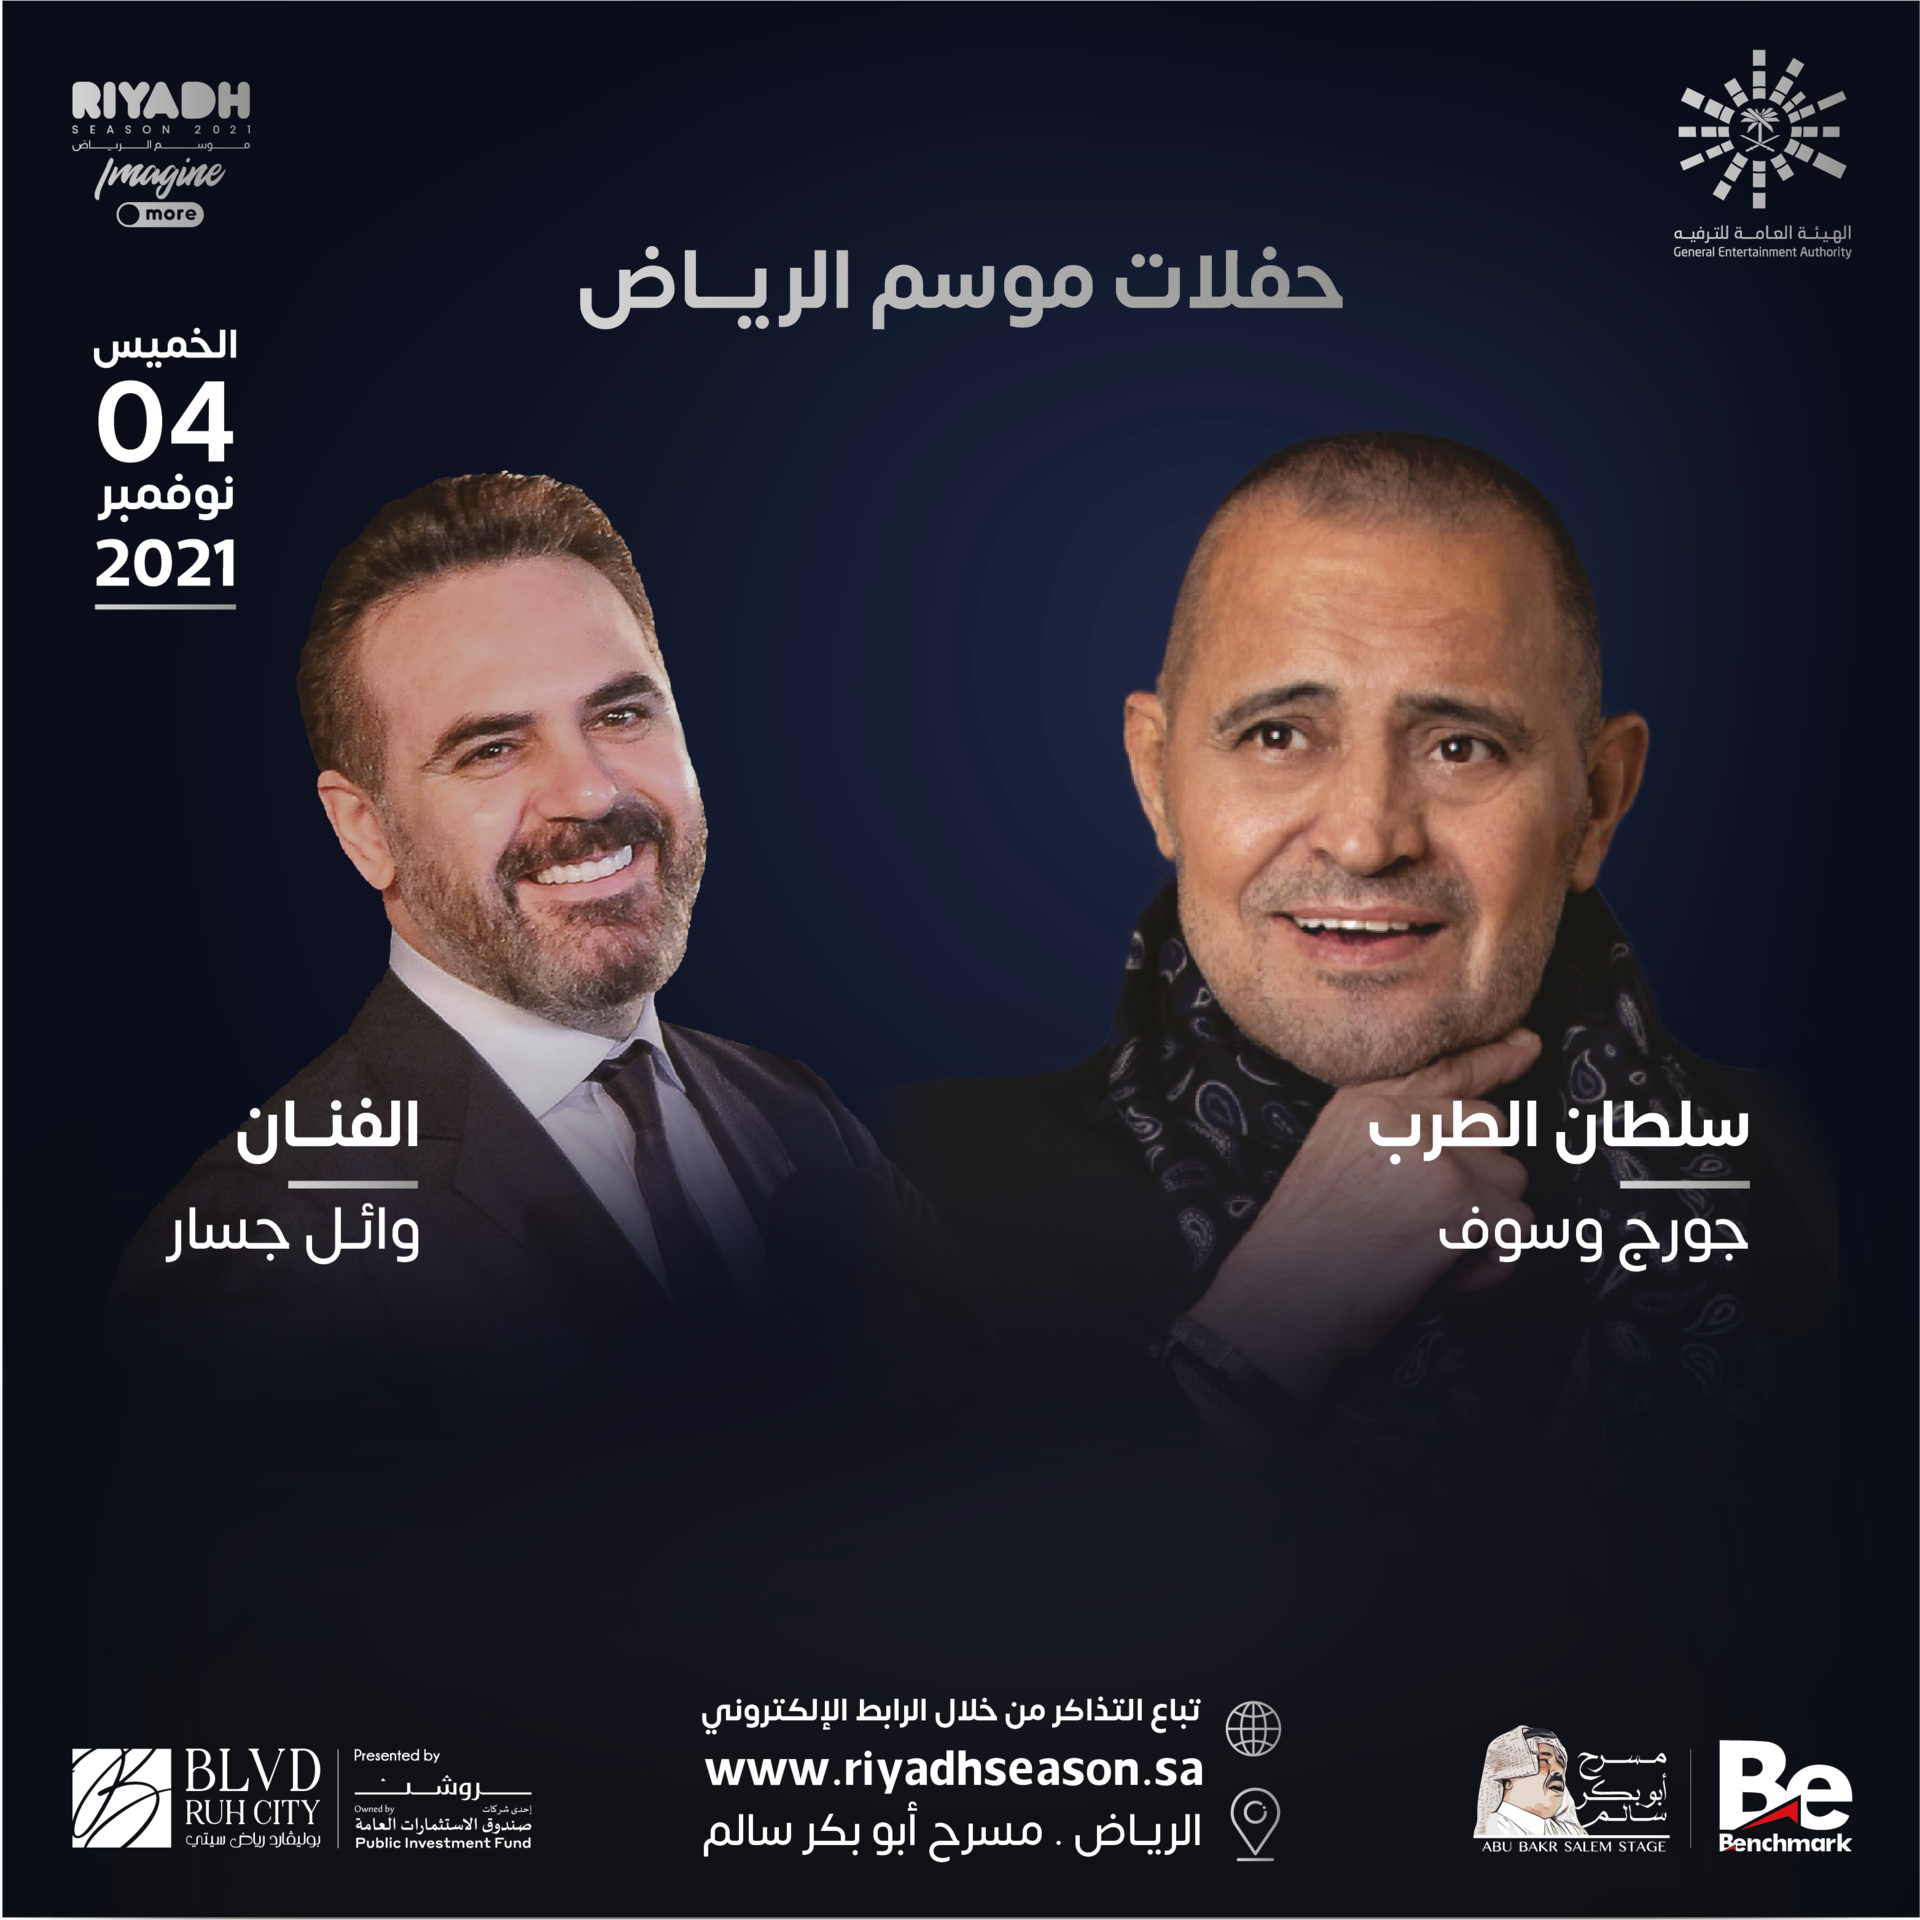 RIYADH
SEASON 2021
موسم الرياض
Imagine
more
الهيئة العامة للترفيه
General Entertainment Authority
حفلات موسم الرياض
الخميس
04
نوفمبر
2021
سلطان الطرب
جورج وسوف
الفنان
وائل جسار
تباع التذاكر من خلال الرابط الإلكتروني
www.riyadhseason.sa
الرياض . مسرح أبو بكر سالم
BLVD
RUH CITY
بوليفارد رياض سيتي
Presented by
روشن
Owned by
إحدى شركات
صندوق الاستثمارات العامة
Public Investment Fund
مسرح
أبو بكر
سالم
ABU BAKR SALEM STAGE
Be
Benchmark